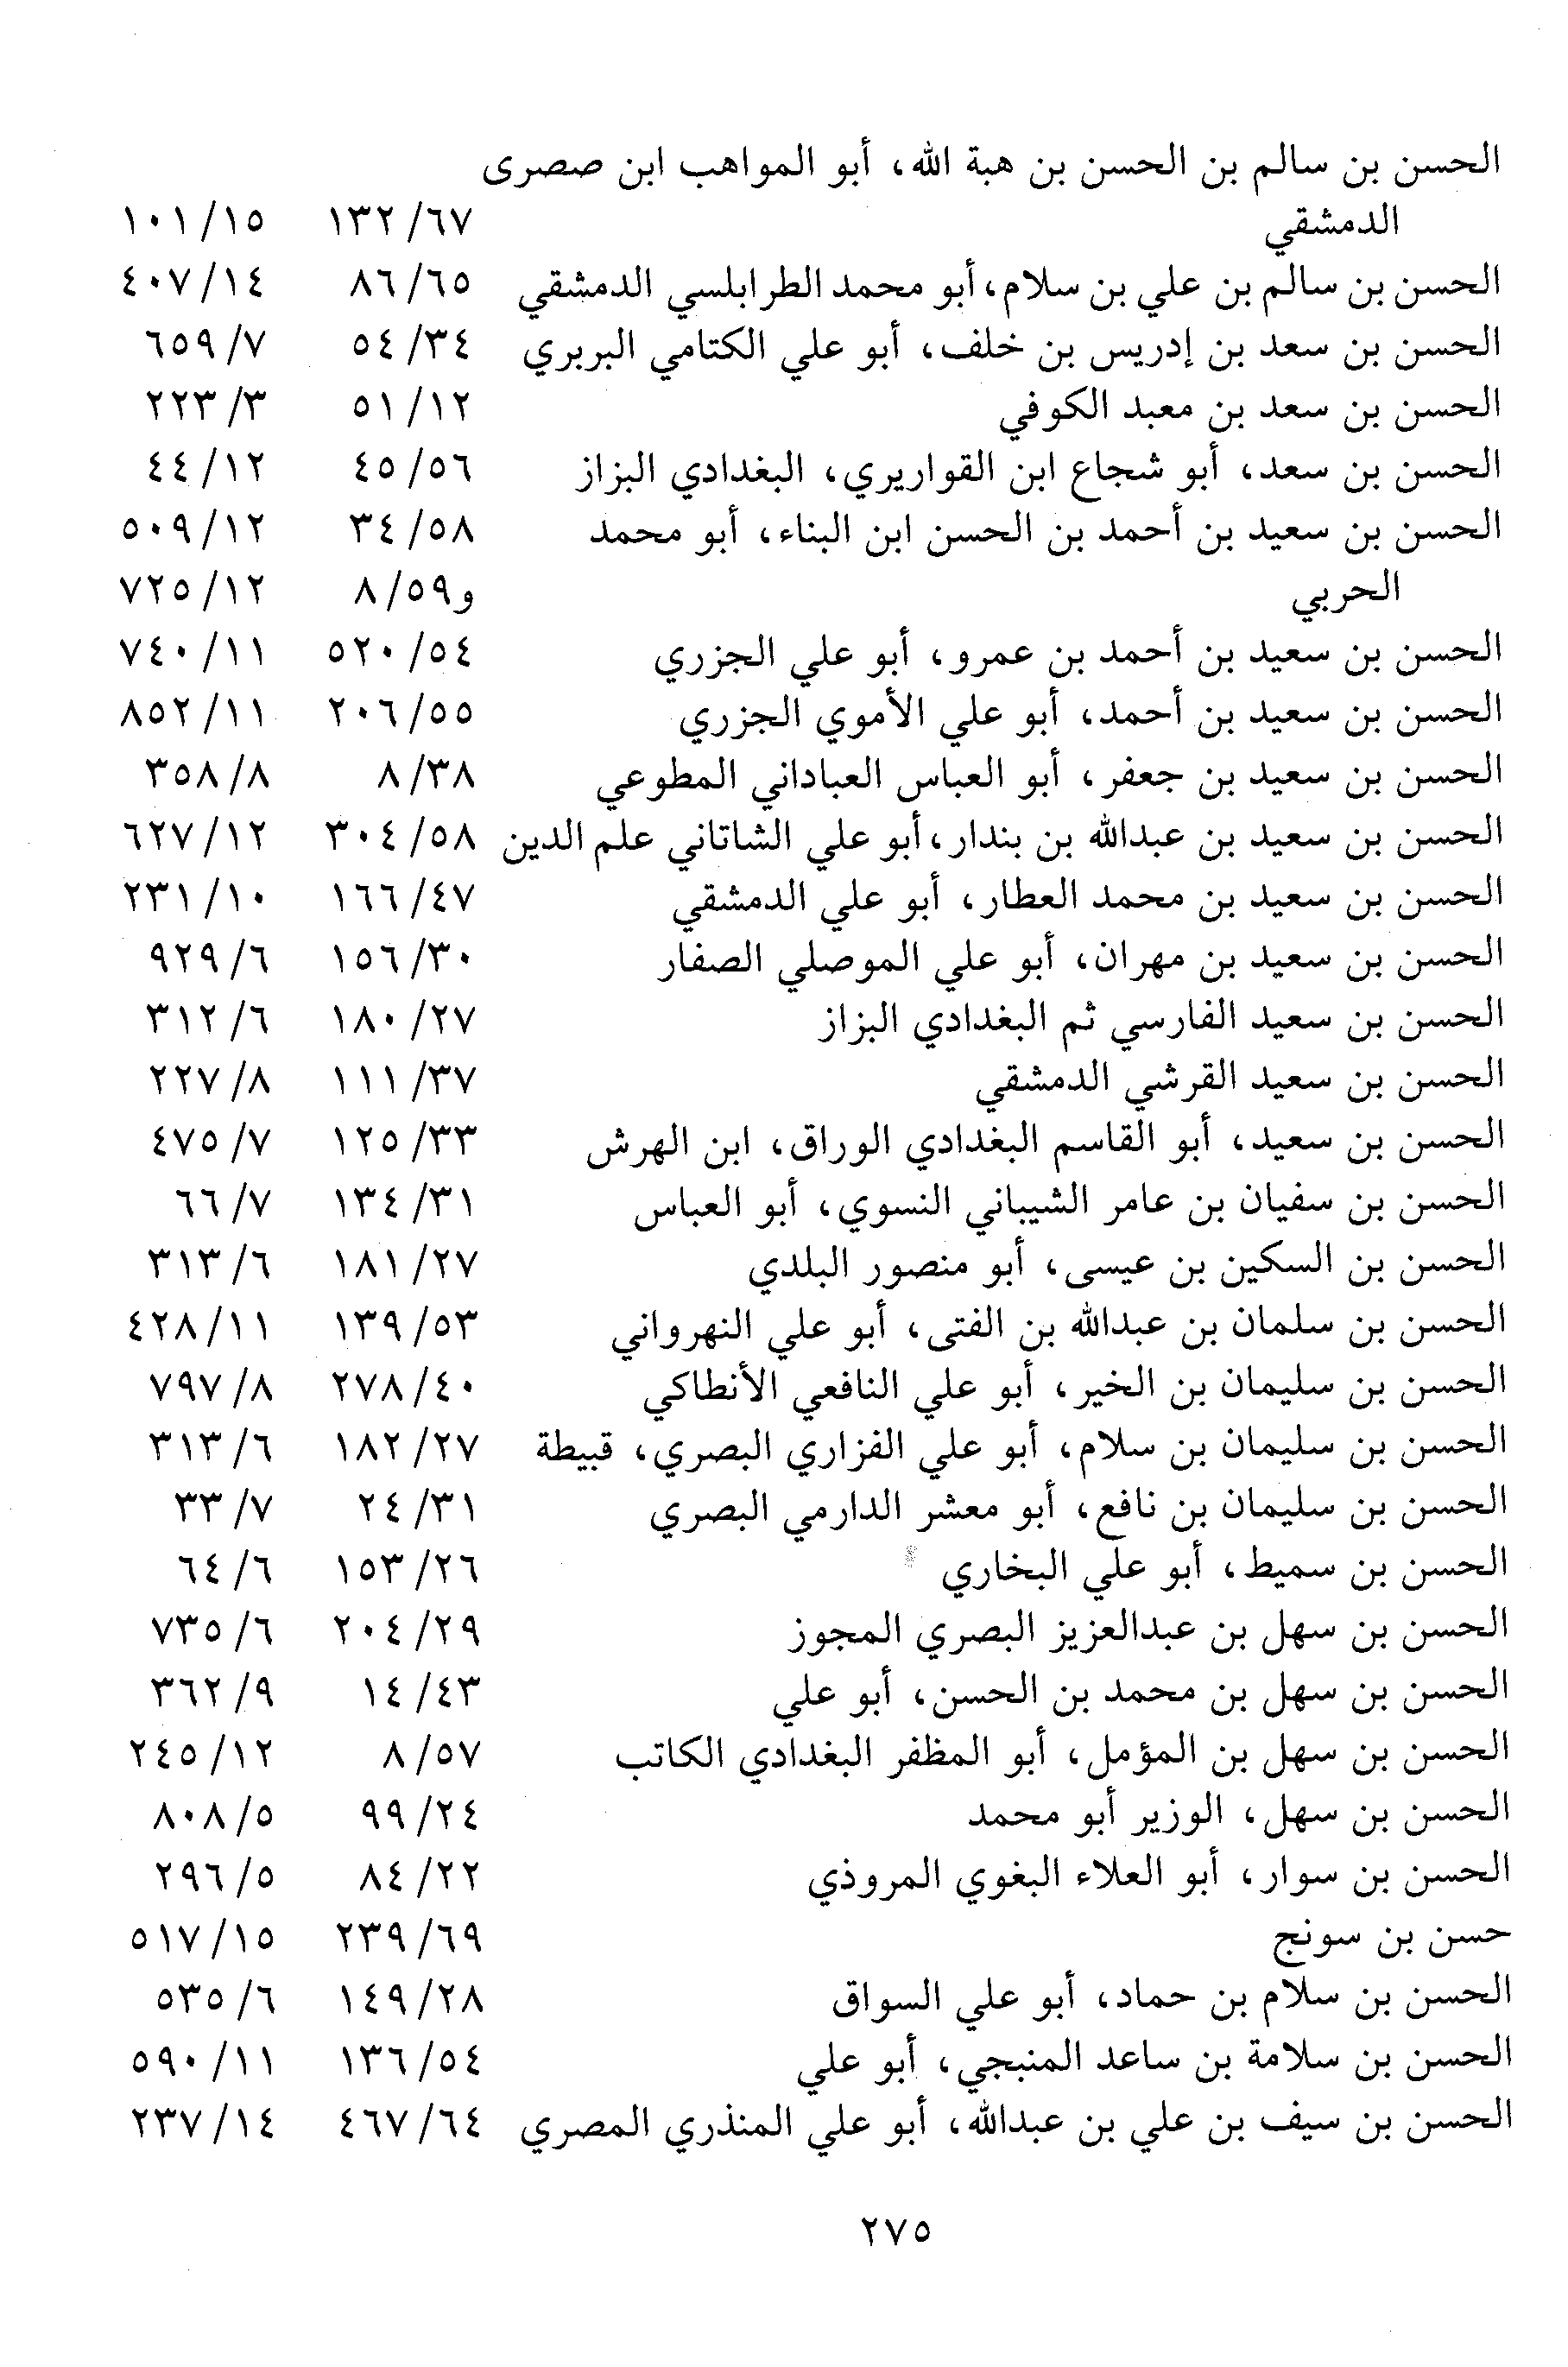 الحسن بن سالم بن الحسن بن هبة الله، أبو المواهب ابن صصرى
الدمشقي ٦٧/ ١٣٢ ١٥/ ١٠١
الحسن بن سالم بن علي بن سلام، أبو محمد الطرابلسي الدمشقي ٦٥/ ٨٦ ١٤/ ٤٠٧
الحسن بن سعد بن إدريس بن خلف، أبو علي الكتامي البربري ٣٤/ ٥٤ ٧/ ٦٥٩
الحسن بن سعد بن معبد الكوفي ١٢/ ٥١ ٣/ ٢٢٣
الحسن بن سعد، أبو شجاع ابن القواريري، البغدادي البزاز ٥٦/ ٤٥ ١٢/ ٤٤
الحسن بن سعيد بن أحمد بن الحسن ابن البناء، أبو محمد ٥٨/ ٣٤ ١٢/ ٥٠٩
الحربي و٥٩/ ٨ ١٢/ ٧٢٥
الحسن بن سعيد بن أحمد بن عمرو، أبو علي الجزري ٥٤/ ٥٢٠ ١١/ ٧٤٠
الحسن بن سعيد بن أحمد، أبو علي الأموي الجزري ٥٥/ ٢٠٦ ١١/ ٨٥٢
الحسن بن سعيد بن جعفر، أبو العباس العباداني المطوعي ٣٨/ ٨ ٨/ ٣٥٨
الحسن بن سعيد بن عبدالله بن بندار، أبو علي الشاتاني علم الدين ٥٨/ ٣٠٤ ١٢/ ٦٢٧
الحسن بن سعيد بن محمد العطار، أبو علي الدمشقي ٤٧/ ١٦٦ ١٠/ ٢٣١
الحسن بن سعيد بن مهران، أبو علي الموصلي الصفار ٣٠/ ١٥٦ ٦/ ٩٢٩
الحسن بن سعيد الفارسي ثم البغدادي البزاز ٢٧/ ١٨٠ ٦/ ٣١٢
الحسن بن سعيد القرشي الدمشقي ٣٧/ ١١١ ٨/ ٢٢٧
الحسن بن سعيد، أبو القاسم البغدادي الوراق، ابن الهرش ٣٣/ ١٢٥ ٧/ ٤٧٥
الحسن بن سفيان بن عامر الشيباني النسوي، أبو العباس ٣١/ ١٣٤ ٧/ ٦٦
الحسن بن السكين بن عيسى، أبو منصور البلدي ٢٧/ ١٨١ ٦/ ٣١٣
الحسن بن سلمان بن عبدالله بن الفتى، أبو علي النهرواني ٥٣/ ١٣٩ ١١/ ٤٢٨
الحسن بن سليمان بن الخير، أبو علي النافعي الأنطاكي ٤٠/ ٢٧٨ ٨/ ٧٩٧
الحسن بن سليمان بن سلام، أبو علي الفزاري البصري، قبيطة ٢٧/ ١٨٢ ٦/ ٣١٣
الحسن بن سليمان بن نافع، أبو معشر الدارمي البصري ٣١/ ٢٤ ٧/ ٣٣
الحسن بن سميط، أبو علي البخاري ٢٦/ ١٥٣ ٦/ ٦٤
الحسن بن سهل بن عبدالعزيز البصري المجوز ٢٩/ ٢٠٤ ٦/ ٧٣٥
الحسن بن سهل بن محمد بن الحسن، أبو علي ٤٣/ ١٤ ٩/ ٣٦٢
الحسن بن سهل بن المؤمل، أبو المظفر البغدادي الكاتب ٥٧/ ٨ ١٢/ ٢٤٥
الحسن بن سهل، الوزير أبو محمد ٢٤/ ٩٩ ٥/ ٨٠٨
الحسن بن سوار، أبو العلاء البغوي المروذي ٢٢/ ٨٤ ٥/ ٢٩٦
حسن بن سونج ٦٩/ ٢٣٩ ١٥/ ٥١٧
الحسن بن سلام بن حماد، أبو علي السواق ٢٨/ ١٤٩ ٦/ ٥٣٥
الحسن بن سلامة بن ساعد المنبجي، أبو علي ٥٤/ ١٣٦ ١١/ ٥٩٠
الحسن بن سيف بن علي بن عبدالله، أبو علي المنذري المصري ٦٤/ ٤٦٧ ١٤/ ٢٣٧
٢٧٥